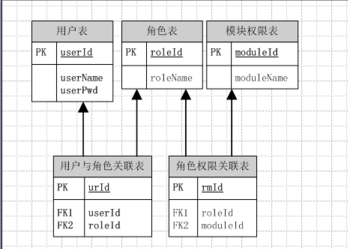 用户表
PK userId
userName
userPwd
角色表
PK roleId
roleName
模块权限表
PK moduleId
moduleName
用户与角色关联表
PK urId
FK1 userId
FK2 roleId
角色权限关联表
PK rmId
FK1 roleId
FK2 moduleId